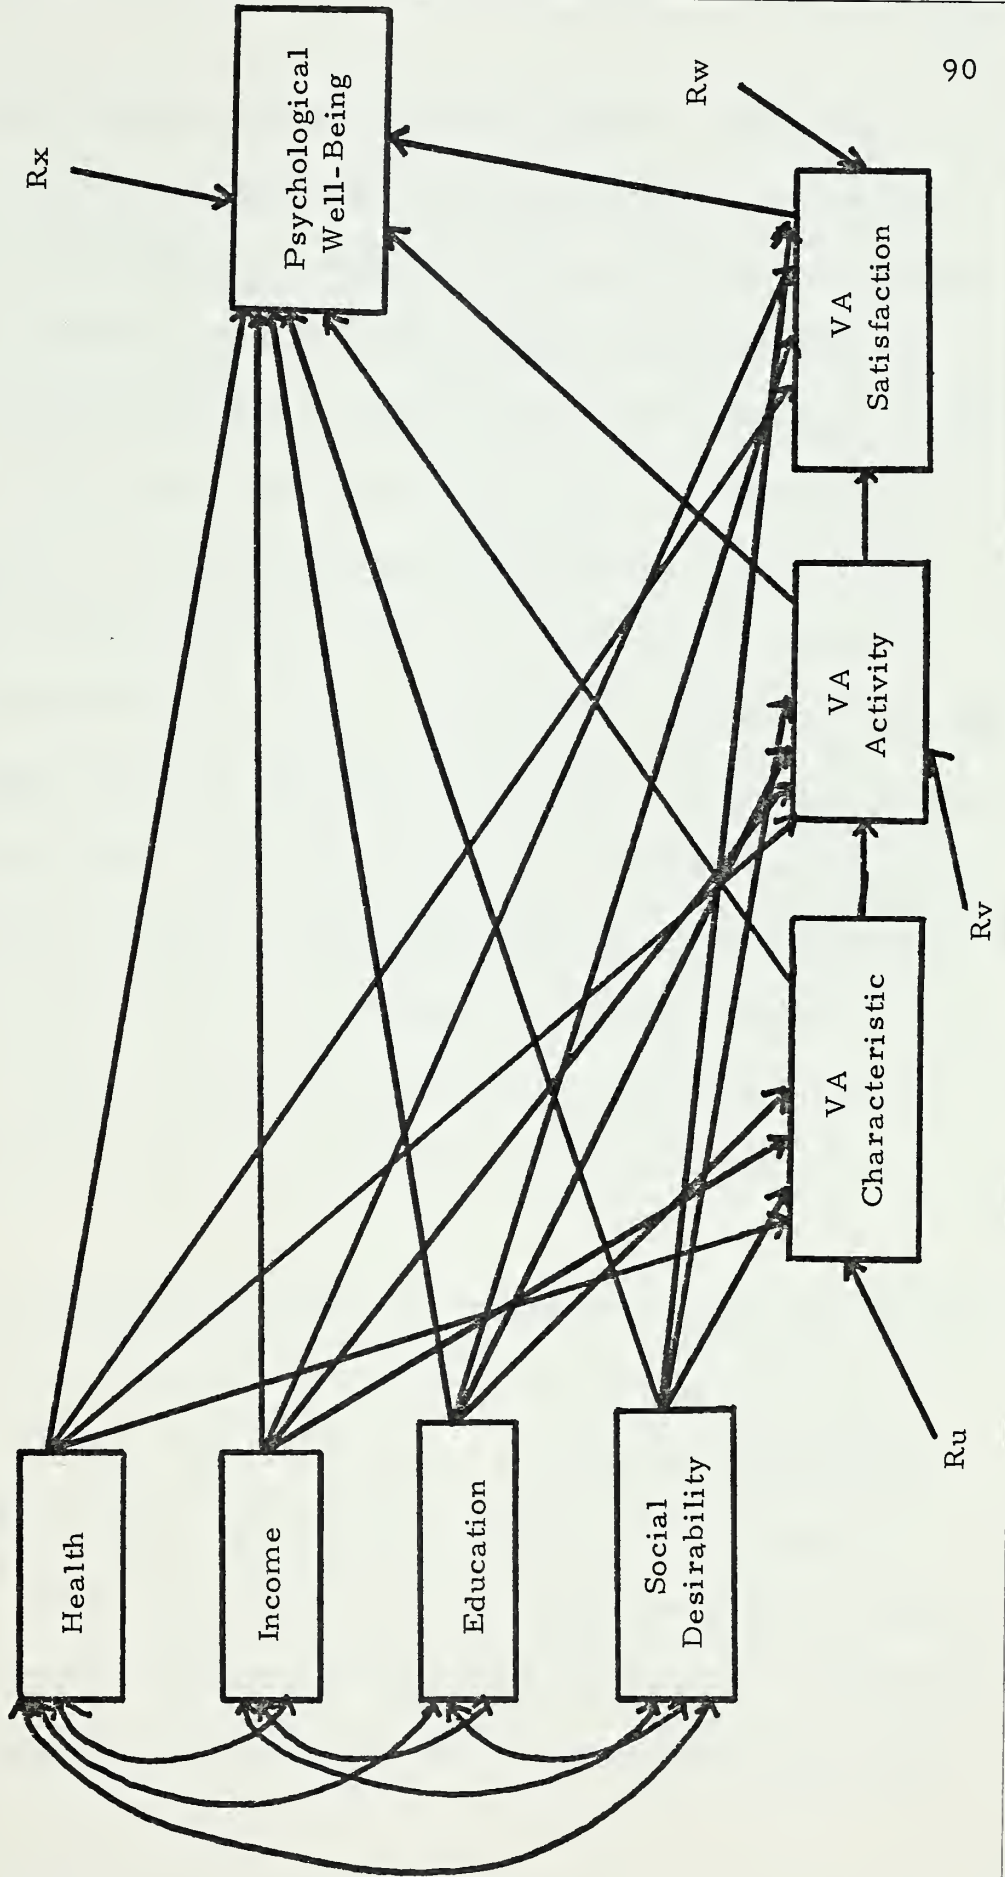 Health
Income
Education
Social
Desirability
VA
Characteristic
VA
Activity
VA
Satisfaction
Psychological
Well-Being
Rx
Rw
Rv
Ru
90